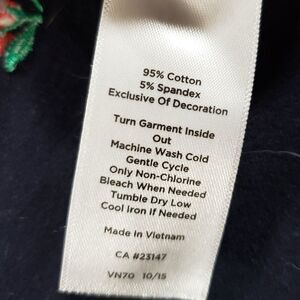 95% Cotton
5% Spandex
Exclusive Of Decoration
Turn Garment Inside
Out
Machine Wash Cold
Gentle Cycle
Only Non-Chlorine
Bleach When Needed
Tumble Dry Low
Cool Iron If Needed
Made in Vietnam
CA #23147
VN70 10/15